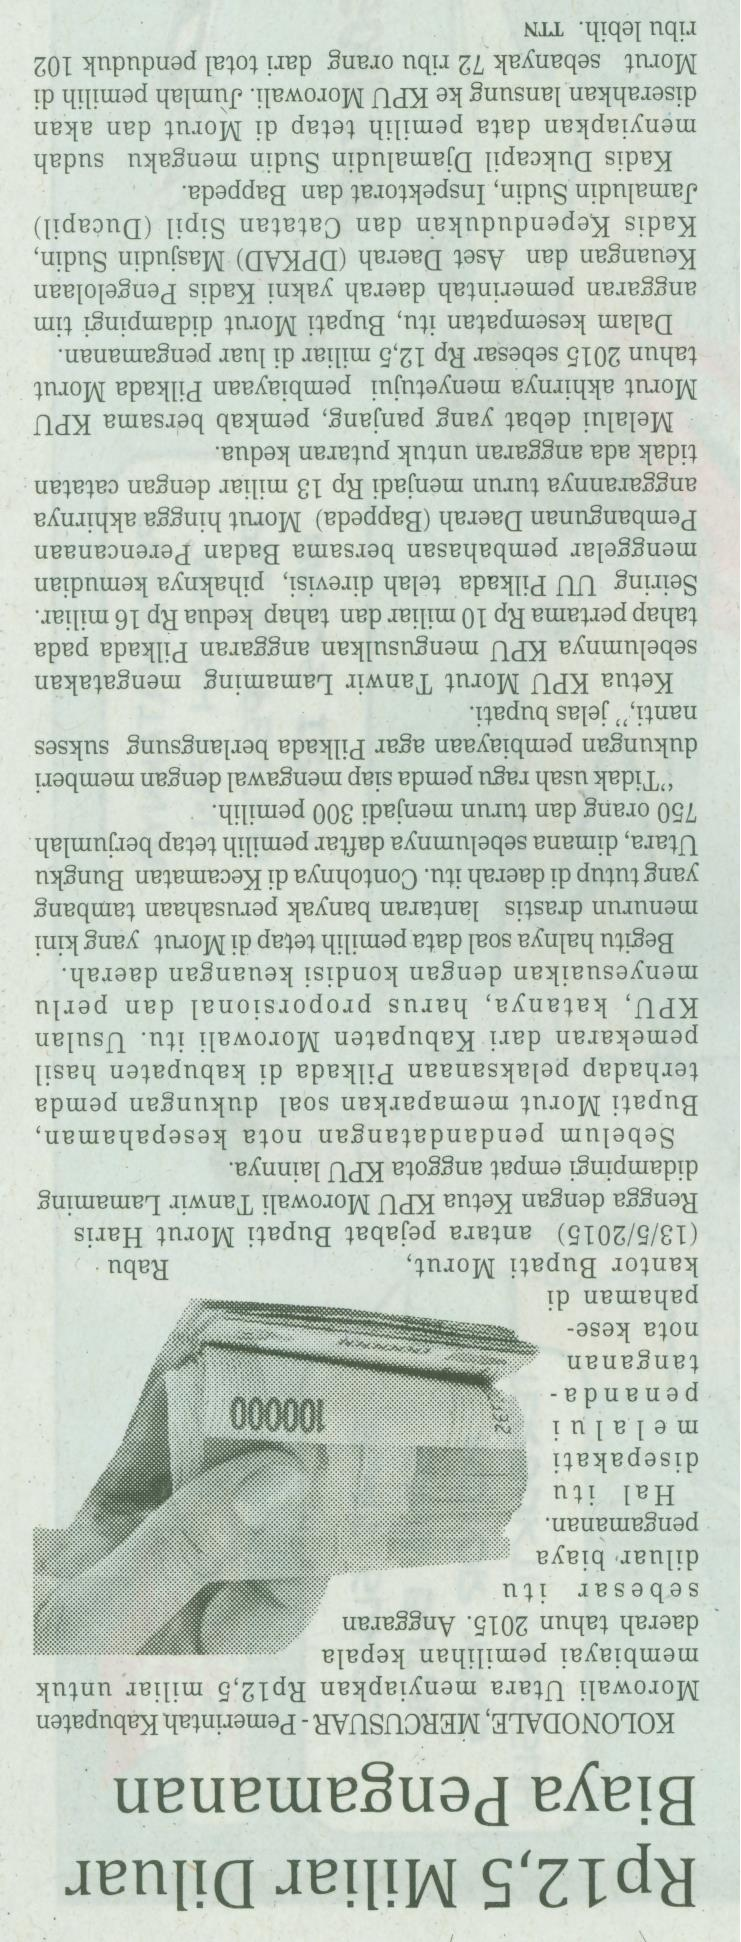 Rp12,5 Miliar Diluar
Biaya Pengamanan
KOLONODALE, MERCUSUAR - Pemerintah Kabupaten
Morowali Utara menyiapkan Rp12,5 miliar untuk
membiayai pemilihan kepala
daerah tahun 2015. Anggaran
sebesar itu
diluar biaya
pengamanan.
Hal itu
disepakati
melalui
penanda-
tanganan
nota kese-
pahaman di
kantor Bupati Morut, Rabu
(13/5/2015) antara pejabat Bupati Morut Haris
Rengga dengan Ketua KPU Morowali Tanwir Lamaming
didampingi empat anggota KPU lainnya.
Sebelum pendandatangan nota kesepahaman,
Bupati Morut memaparkan soal dukungan pemda
terhadap pelaksanaan Pilkada di kabupaten hasil
pemekaran dari Kabupaten Morowali itu. Usulan
KPU, katanya, harus proporsional dan perlu
menyesuaikan dengan kondisi keuangan daerah.
Begitu halnya soal data pemilih tetap di Morut yang kini
menurun drastis lantaran banyak perusahaan tambang
yang tutup di daerah itu. Contohnya di Kecamatan Bungku
Utara, dimana sebelumnya daftar pemilih tetap berjumlah
750 orang dan turun menjadi 300 pemilih.
“Tidak usah ragu pemda siap mengawal dengan memberi
dukungan pembiayaan agar Pilkada berlangsung sukses
nanti,” jelas bupati.
Ketua KPU Morut Tanwir Lamaming mengatakan
sebelumnya KPU mengusulkan anggaran Pilkada pada
tahap pertama Rp 10 miliar dan tahap kedua Rp 16 miliar.
Seiring UU Pilkada telah direvisi, pihaknya kemudian
menggelar pembahasan bersama Badan Perencanaan
Pembangunan Daerah (Bappeda) Morut hingga akhirnya
anggarannya turun menjadi Rp 13 miliar dengan catatan
tidak ada anggaran untuk putaran kedua.
Melalui debat yang panjang, pemkab bersama KPU
Morut akhirnya menyetujui pembiayaan Pilkada Morut
tahun 2015 sebesar Rp 12,5 miliar di luar pengamanan.
Dalam kesempatan itu, Bupati Morut didampingi tim
anggaran pemerintah daerah yakni Kadis Pengelolaan
Keuangan dan Aset Daerah (DPKAD) Masjudin Sudin,
Kadis Kependudukan dan Catatan Sipil (Ducapil)
Jamaludin Sudin, Inspektorat dan Bappeda.
Kadis Dukcapil Djamaludin Sudin mengaku sudah
menyiapkan data pemilih tetap di Morut dan akan
diserahkan lansung ke KPU Morowali. Jumlah pemilih di
Morut sebanyak 72 ribu orang dari total penduduk 102
ribu lebih. TTN
100000